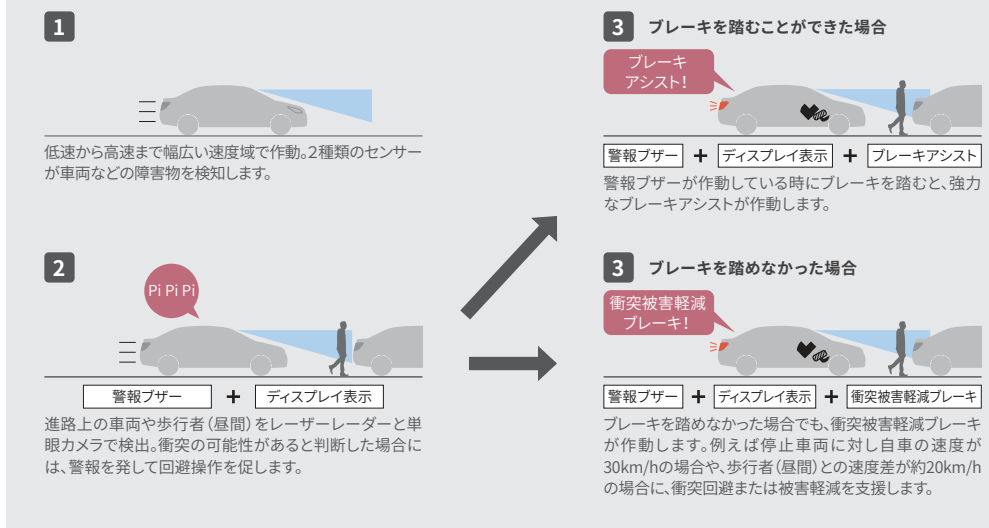 1
低速から高速まで幅広い速度域で作動。2種類のセンサー
が車両などの障害物を検知します。
2
Pi Pi Pi
警報ブザー + ディスプレイ表示
進路上の車両や歩行者(昼間)をレーザーレーダーと単
眼カメラで検出。衝突の可能性があると判断した場合に
は、警報を発して回避操作を促します。
3 ブレーキを踏むことができた場合
ブレーキ
アシスト!
警報ブザー + ディスプレイ表示 + ブレーキアシスト
警報ブザーが作動している時にブレーキを踏むと、強力
なブレーキアシストが作動します。
3 ブレーキを踏めなかった場合
衝突被害軽減
ブレーキ!
警報ブザー + ディスプレイ表示 + 衝突被害軽減ブレーキ
ブレーキを踏めなかった場合でも、衝突被害軽減ブレーキ
が作動します。例えば停止車両に対し自車の速度が
30km/hの場合や、歩行者(昼間)との速度差が約20km/h
の場合に、衝突回避または被害軽減を支援します。